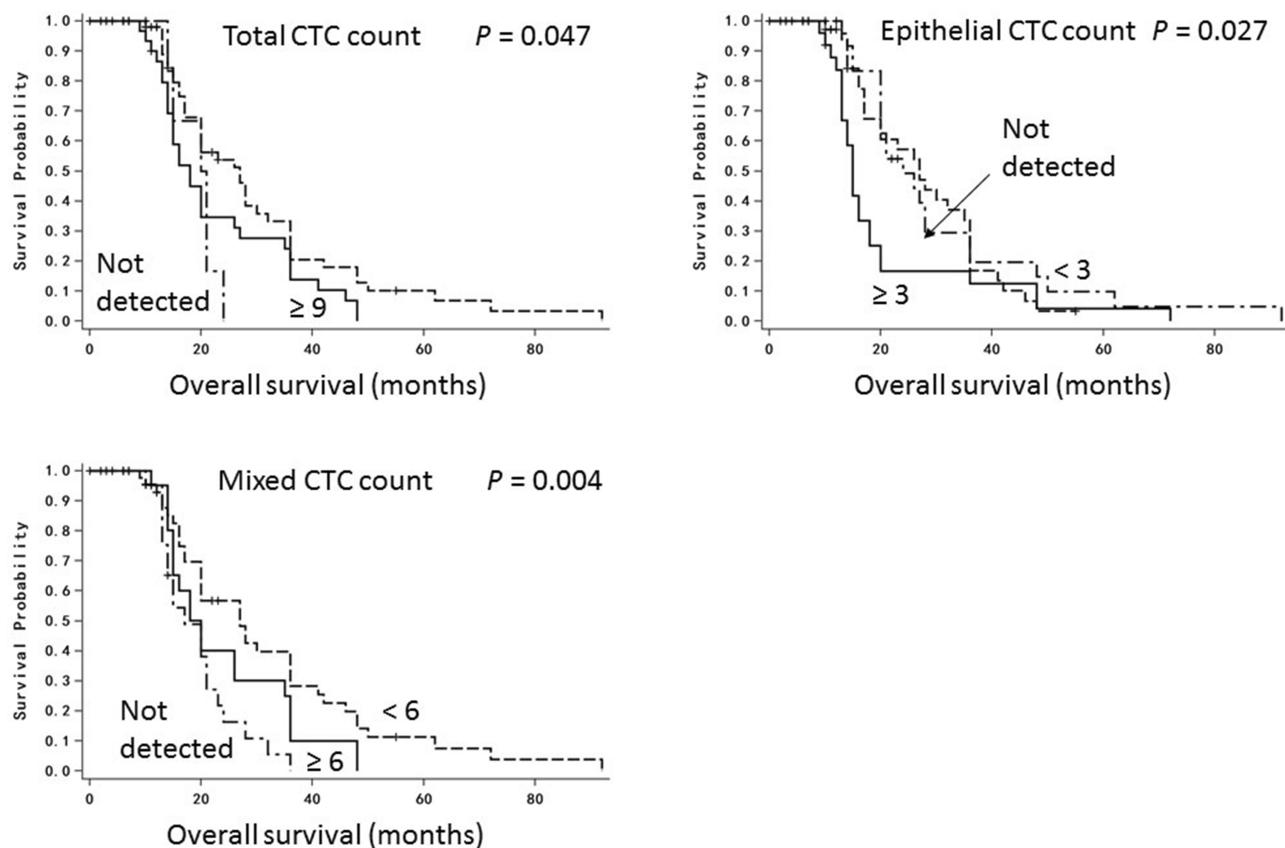 Total CTC count P = 0.047
Survival Probability
1.0
0.9
0.8
0.7
0.6
0.5
0.4
0.3
0.2
0.1
0.0
Not
detected
≥ 9
0 20 40 60 80
Overall survival (months)
Epithelial CTC count P = 0.027
Survival Probability
1.0
0.9
0.8
0.7
0.6
0.5
0.4
0.3
0.2
0.1
0.0
Not
detected
< 3
≥ 3
0 20 40 60 80
Overall survival (months)
Mixed CTC count P = 0.004
Survival Probability
1.0
0.9
0.8
0.7
0.6
0.5
0.4
0.3
0.2
0.1
0.0
Not
detected
< 6
≥ 6
0 20 40 60 80
Overall survival (months)